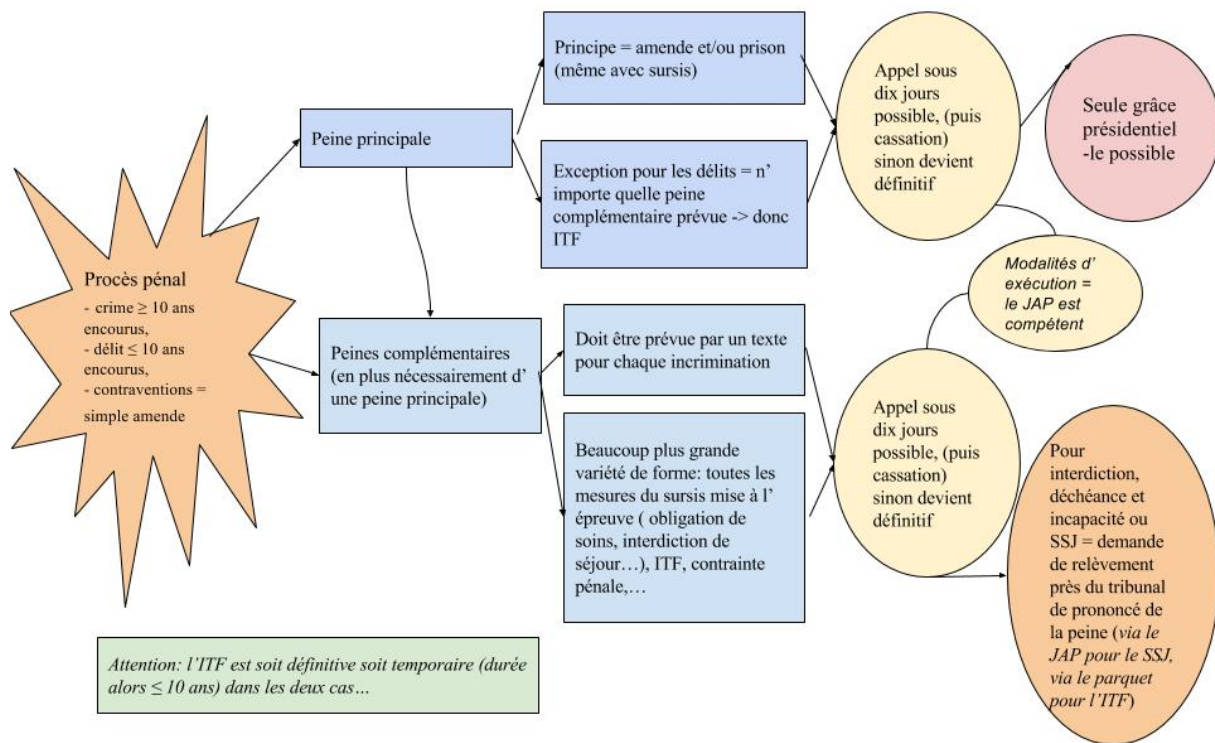 Procès pénal
- crime ≥ 10 ans
encourus,
- délit ≤ 10 ans
encourus,
- contraventions =
simple amende
Peine principale
Principe = amende et/ou prison
(même avec sursis)
Exception pour les délits = n’
importe quelle peine
complémentaire prévue -> donc
ITF
Appel sous
dix jours
possible, (puis
cassation)
sinon devient
définitif
Seule grâce
présidentiel
-le possible
Modalités d’
exécution =
le JAP est
compétent
Peines complémentaires
(en plus nécessairement d’
une peine principale)
Doit être prévue par un texte
pour chaque incrimination
Beaucoup plus grande
variété de forme: toutes les
mesures du sursis mise à l’
épreuve ( obligation de
soins, interdiction de
séjour…), ITF, contrainte
pénale,…
Appel sous
dix jours
possible, (puis
cassation)
sinon devient
définitif
Pour
interdiction,
déchéance et
incapacité ou
SSJ = demande
de relèvement
près du tribunal
de prononcé de
la peine (via le
JAP pour le SSJ,
via le parquet
pour l’ITF)
Attention: l’ITF est soit définitive soit temporaire (durée
alors ≤ 10 ans) dans les deux cas…